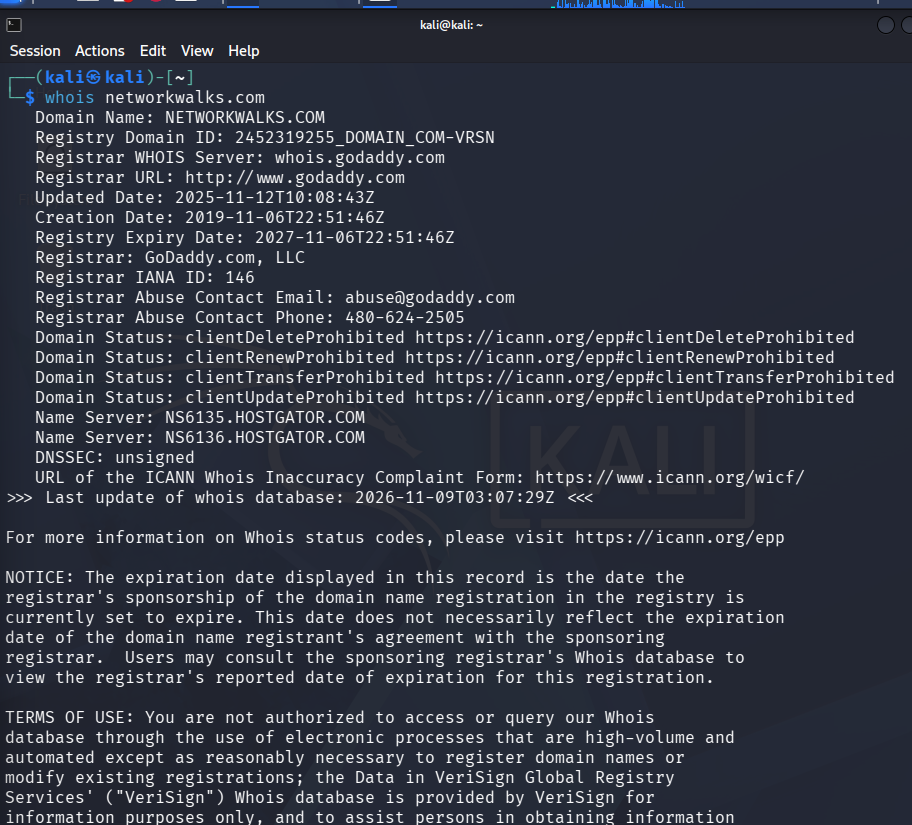 kali@kali: ~
Session Actions Edit View Help
┌──(kali㉿kali)-[~]
└─$ whois networkwalks.com
   Domain Name: NETWORKWALKS.COM
   Registry Domain ID: 2452319255_DOMAIN_COM-VRSN
   Registrar WHOIS Server: whois.godaddy.com
   Registrar URL: http://www.godaddy.com
   Updated Date: 2025-11-12T10:08:43Z
   Creation Date: 2019-11-06T22:51:46Z
   Registry Expiry Date: 2027-11-06T22:51:46Z
   Registrar: GoDaddy.com, LLC
   Registrar IANA ID: 146
   Registrar Abuse Contact Email: abuse@godaddy.com
   Registrar Abuse Contact Phone: 480-624-2505
   Domain Status: clientDeleteProhibited https://icann.org/epp#clientDeleteProhibited
   Domain Status: clientRenewProhibited https://icann.org/epp#clientRenewProhibited
   Domain Status: clientTransferProhibited https://icann.org/epp#clientTransferProhibited
   Domain Status: clientUpdateProhibited https://icann.org/epp#clientUpdateProhibited
   Name Server: NS6135.HOSTGATOR.COM
   Name Server: NS6136.HOSTGATOR.COM
   DNSSEC: unsigned
   URL of the ICANN Whois Inaccuracy Complaint Form: https://www.icann.org/wicf/
>>> Last update of whois database: 2026-11-09T03:07:29Z <<<

For more information on Whois status codes, please visit https://icann.org/epp

NOTICE: The expiration date displayed in this record is the date the
registrar's sponsorship of the domain name registration in the registry is
currently set to expire. This date does not necessarily reflect the expiration
date of the domain name registrant's agreement with the sponsoring
registrar.  Users may consult the sponsoring registrar's Whois database to
view the registrar's reported date of expiration for this registration.

TERMS OF USE: You are not authorized to access or query our Whois
database through the use of electronic processes that are high-volume and
automated except as reasonably necessary to register domain names or
modify existing registrations; the Data in VeriSign Global Registry
Services' ("VeriSign") Whois database is provided by VeriSign for
information purposes only, and to assist persons in obtaining information
KALI